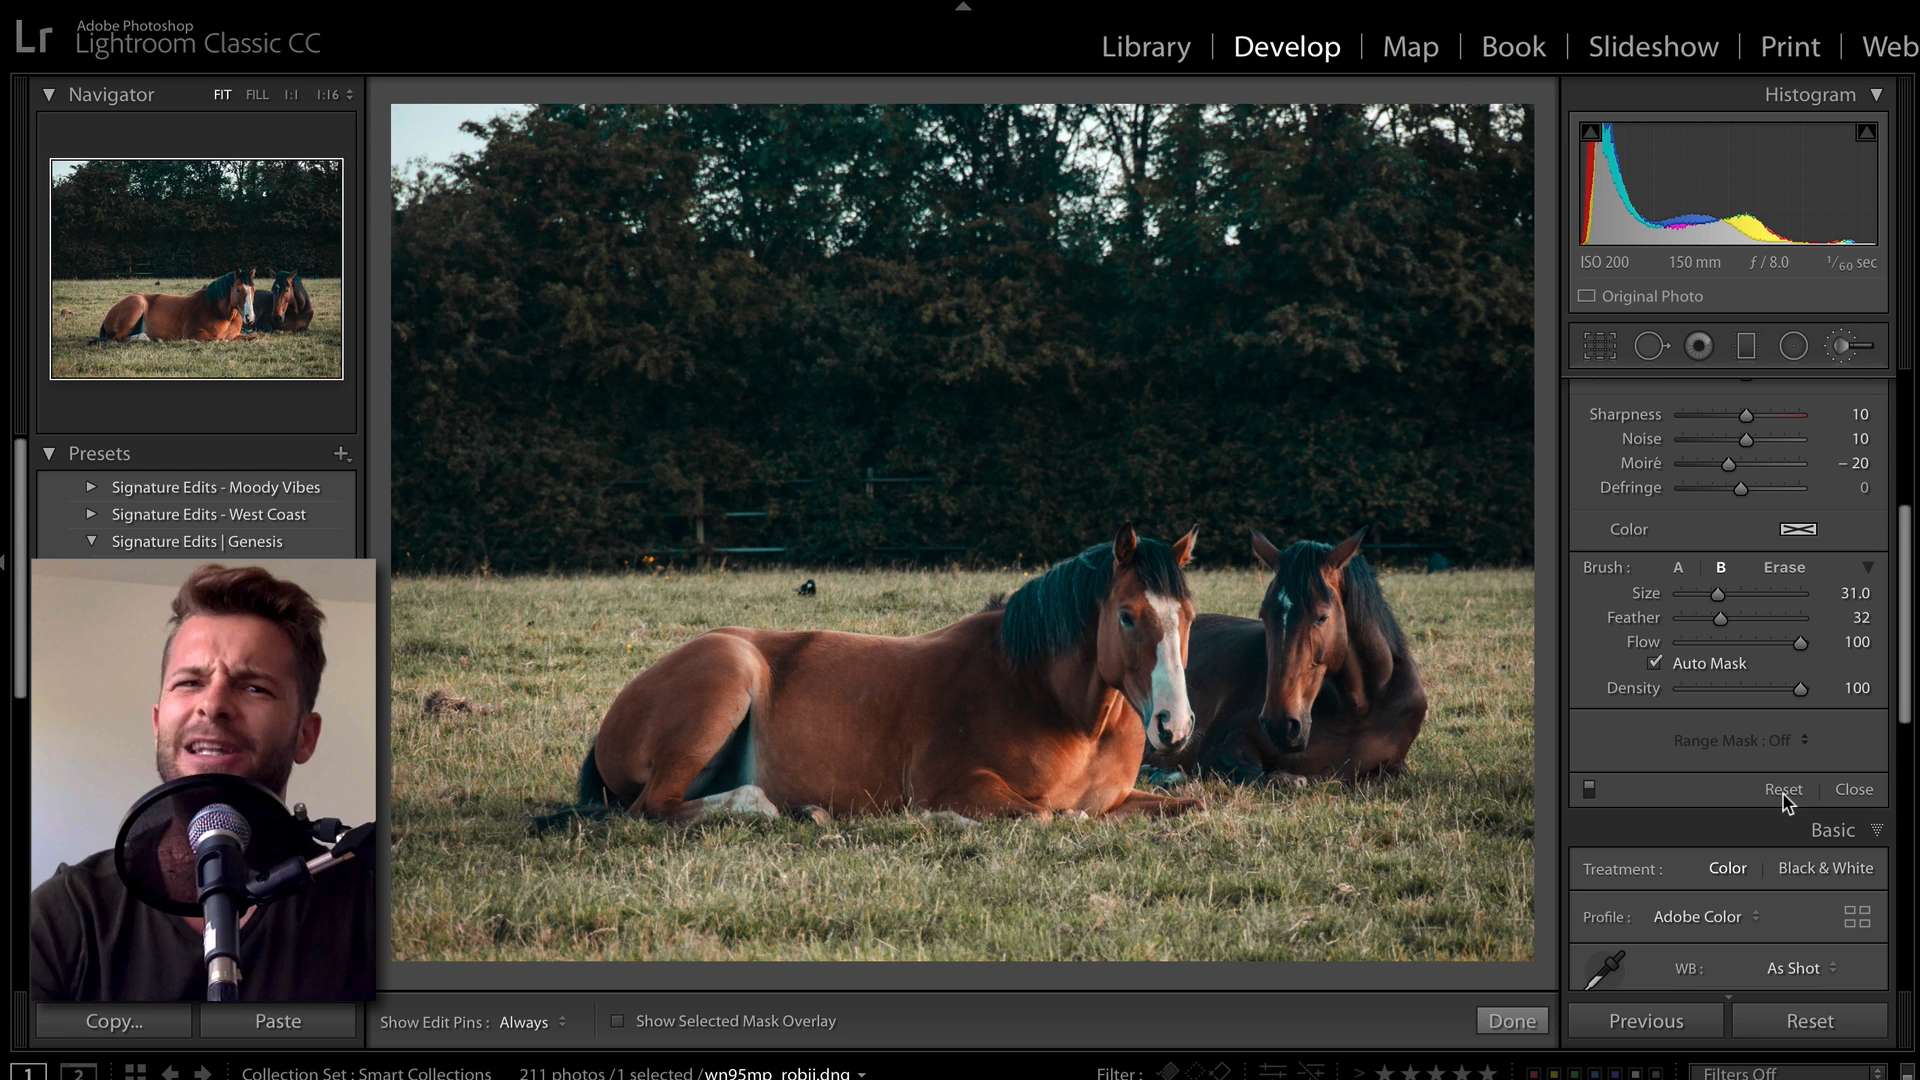 Lr
Adobe Photoshop
Lightroom Classic CC
Library | Develop | Map | Book | Slideshow | Print | Web
Navigator FIT FILL 1:1 1:16
Presets
Signature Edits - Moody Vibes
Signature Edits - West Coast
Signature Edits | Genesis
Copy... Paste
Show Edit Pins : Always Show Selected Mask Overlay Done
Histogram
ISO 200 150 mm ƒ / 8.0 1/60 sec
Original Photo
Sharpness 10
Noise 10
Moiré – 20
Defringe 0
Color
Brush : A B Erase
Size 31.0
Feather 32
Flow 100
Auto Mask
Density 100
Range Mask : Off
Reset Close
Basic
Treatment : Color Black & White
Profile : Adobe Color
WB : As Shot
Previous Reset
1 2 Collection Set : Smart Collections 211 photos / 1 selected / wn95mp_robii.dng Filter : Filters Off